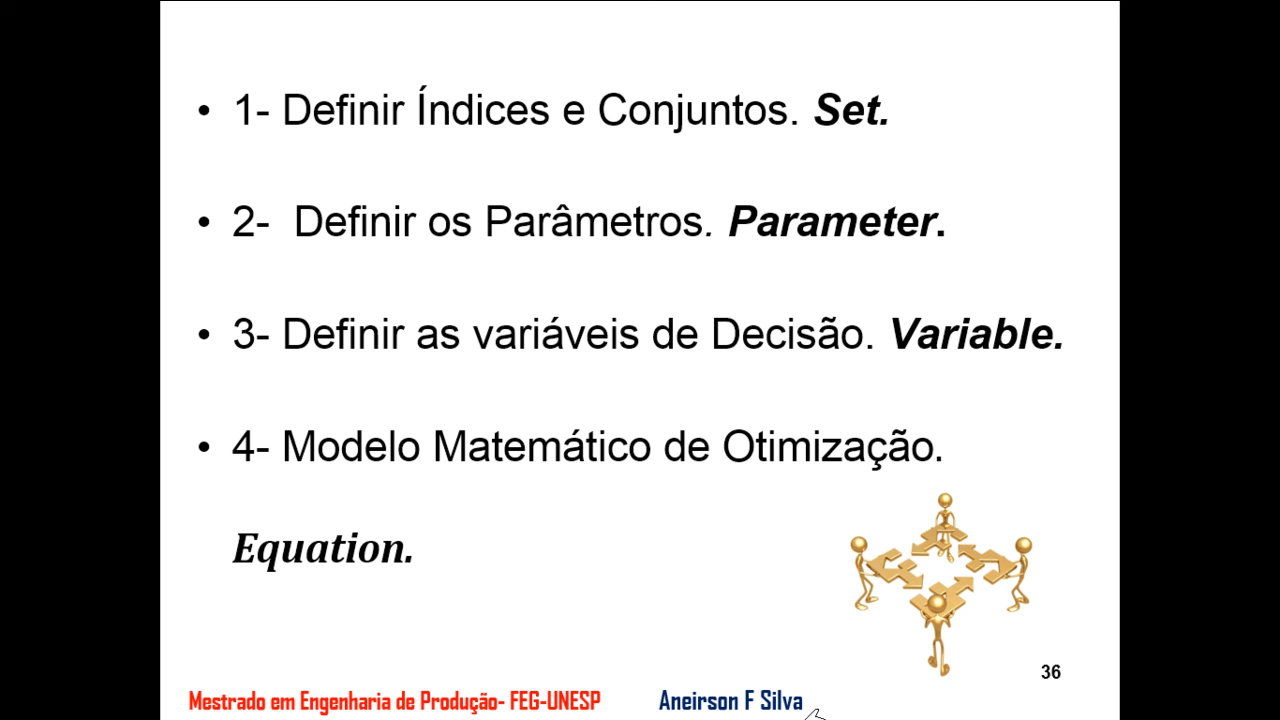 • 1- Definir Índices e Conjuntos. Set.
• 2- Definir os Parâmetros. Parameter.
• 3- Definir as variáveis de Decisão. Variable.
• 4- Modelo Matemático de Otimização.
Equation.
36
Mestrado em Engenharia de Produção- FEG-UNESP Aneirson F Silva